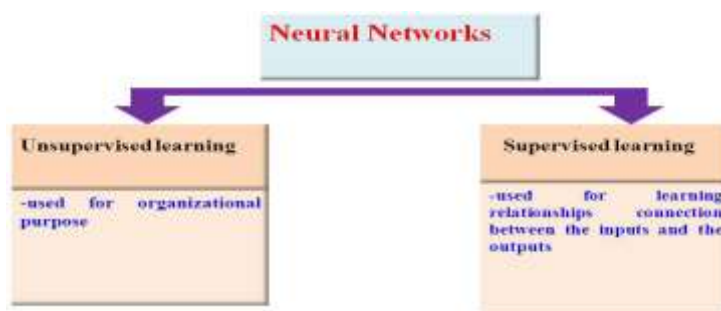 Neural Networks
Unsupervised learning
-used for organizational
purpose
Supervised learning
-used for learning
relationships connection
between the inputs and the
outputs